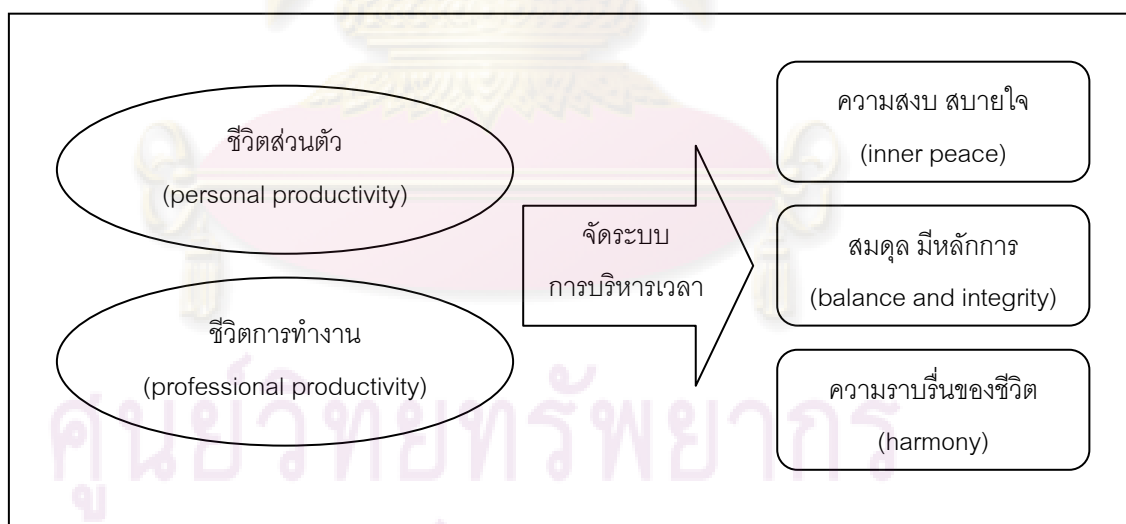 ชีวิตส่วนตัว
(personal productivity)
ชีวิตการทำงาน
(professional productivity)
จัดระบบ
การบริหารเวลา
ความสงบ สบายใจ
(inner peace)
สมดุล มีหลักการ
(balance and integrity)
ความราบรื่นของชีวิต
(harmony)
ศูนย์วิทยทรัพยากร